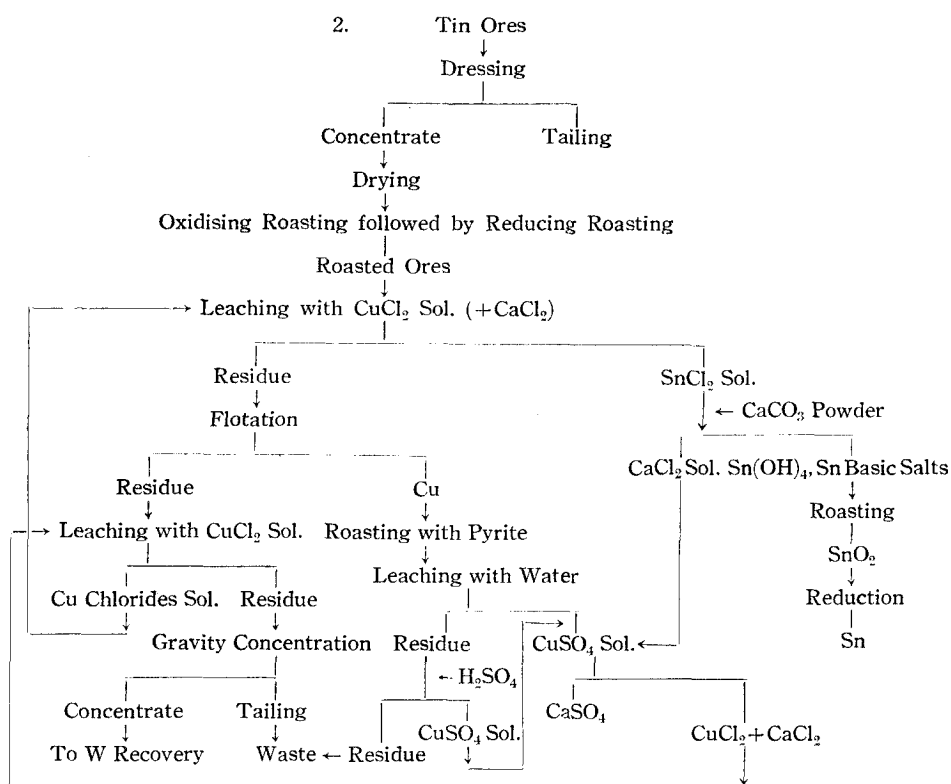 2. Tin Ores
Dressing
Concentrate Tailing
Drying
Oxidising Roasting followed by Reducing Roasting
Roasted Ores
Leaching with CuCl₂ Sol. (+CaCl₂)
Residue SnCl₂ Sol.
← CaCO₃ Powder
Flotation
CaCl₂ Sol. Sn(OH)₄, Sn Basic Salts
Residue Cu
Roasting
Leaching with CuCl₂ Sol. Roasting with Pyrite
SnO₂
Leaching with Water
Cu Chlorides Sol. Residue Reduction
Gravity Concentration Residue CuSO₄ Sol. Sn
← H₂SO₄
Concentrate Tailing CaSO₄
CuSO₄ Sol. CuCl₂+CaCl₂
To W Recovery Waste ← Residue